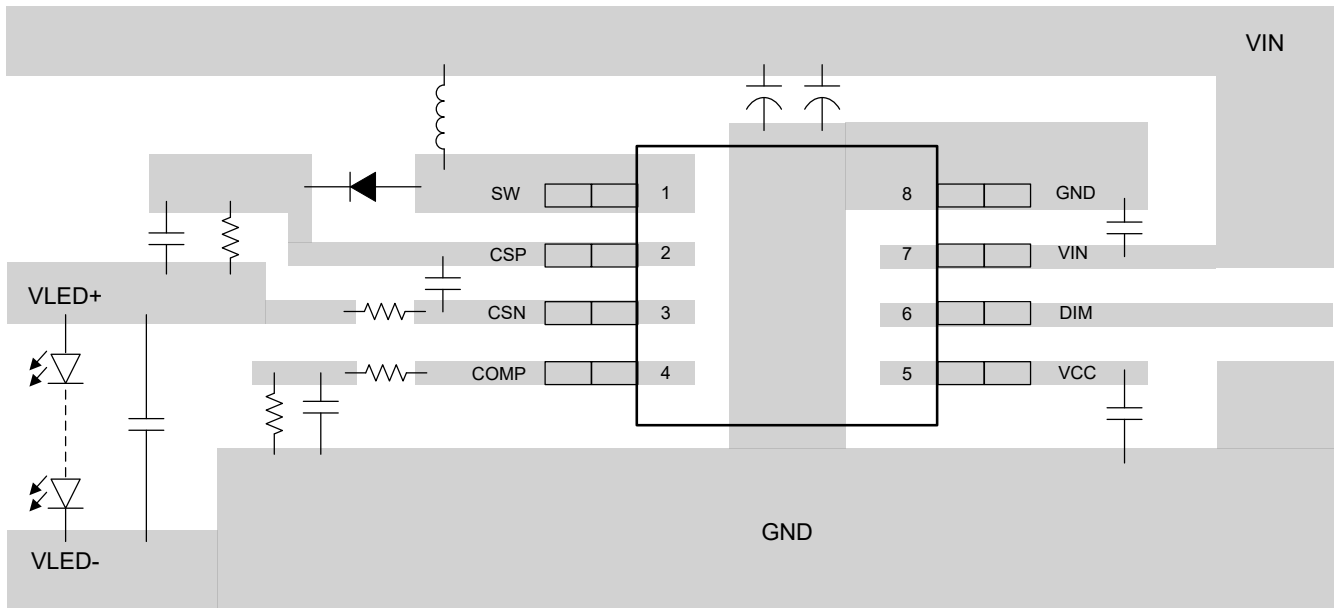 VIN
SW 1 8 GND
CSP 2 7 VIN
VLED+
CSN 3 6 DIM
COMP 4 5 VCC
GND
VLED-